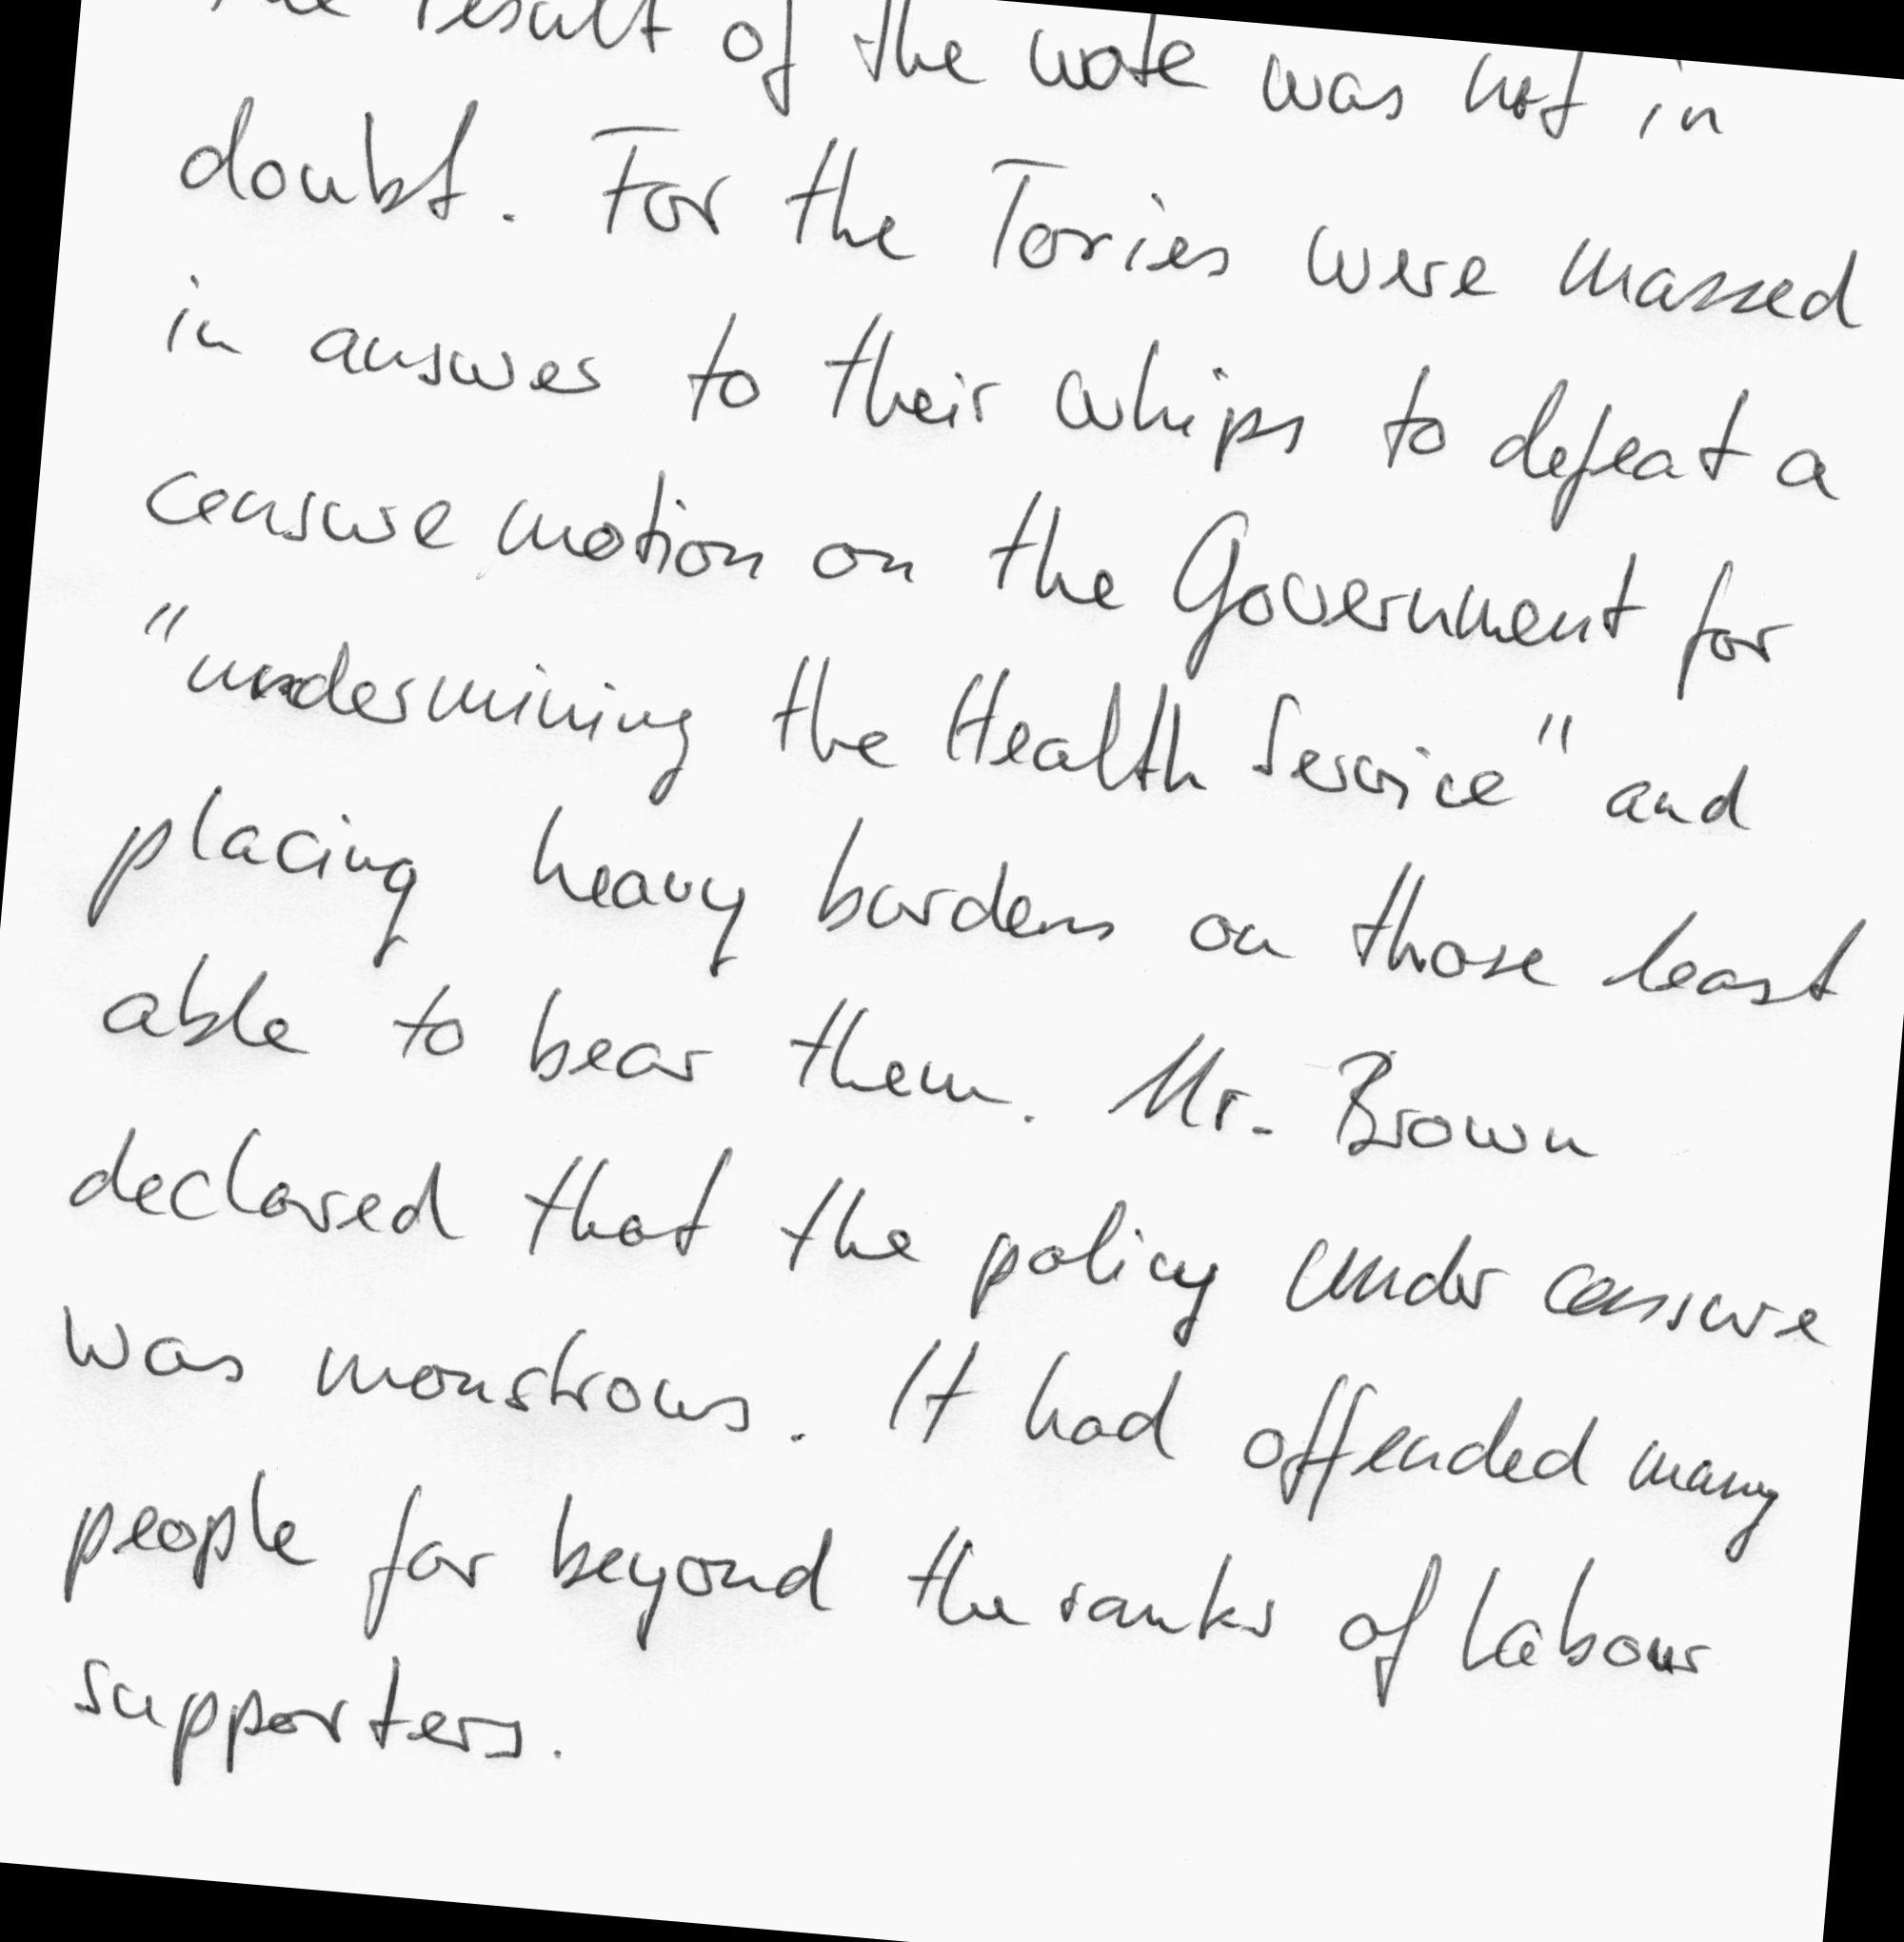 The result of the note was not in
doubt. For the Tories were massed
in answer to their whips to defeat a
censure motion on the Government for
"undermining the Health Service" and
placing heavy burdens on those least
able to bear them. Mr. Brown
declared that the policy under censure
was monstrous. It had offended many
people far beyond the ranks of Labour
supporters.